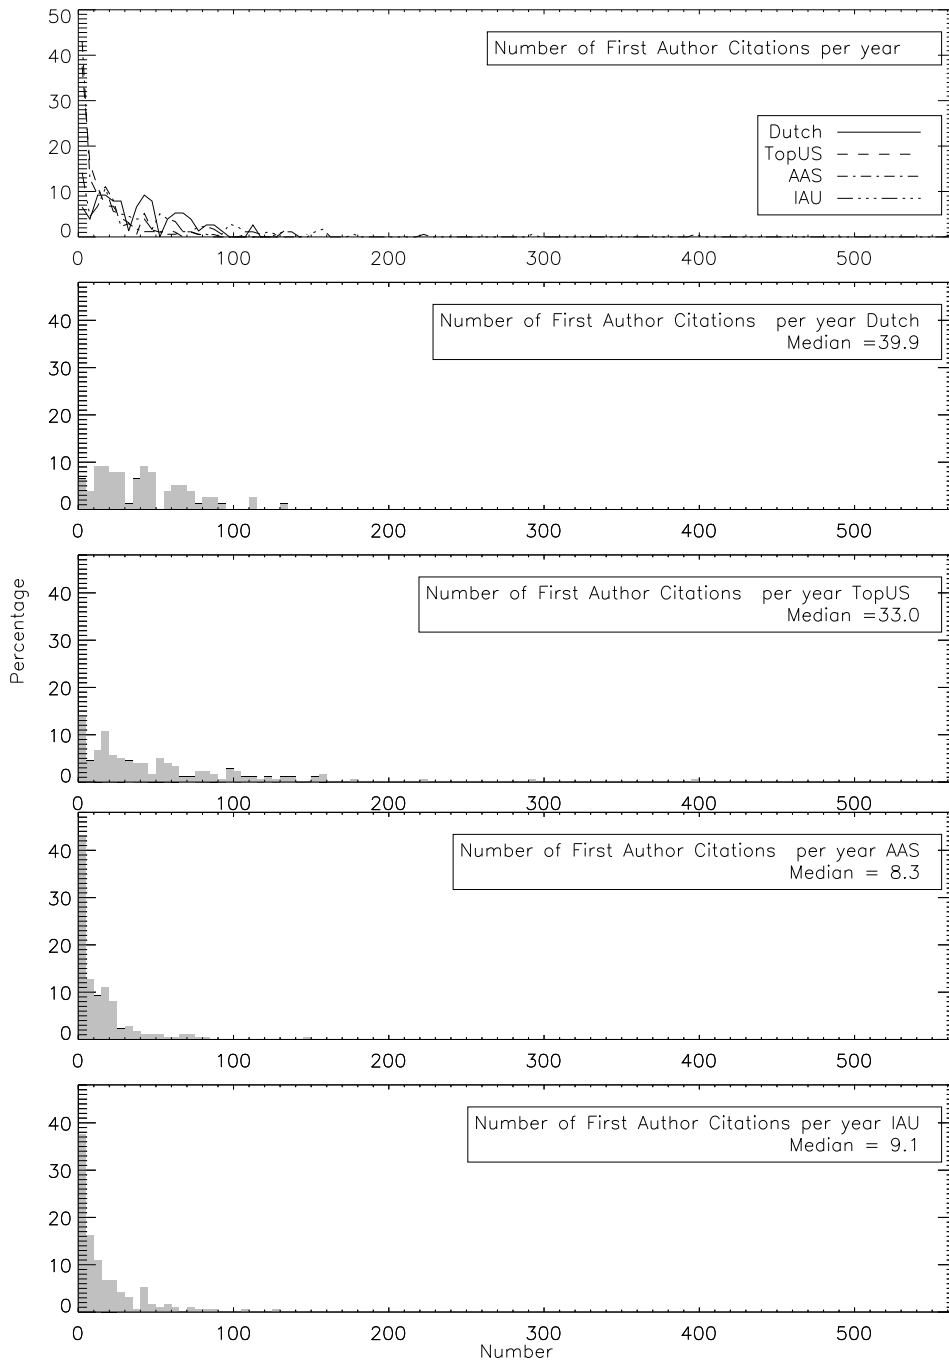 50
Number of First Author Citations per year
40
30
Dutch
20
TopUS
AAS
10
IAU
0
0 100 200 300 400 500
Number of First Author Citations per year Dutch
40
Median =39.9
30
20
10
0
0 100 200 300 400 500
Number of First Author Citations per year TopUS
40
Median =33.0
30
20
10
0
0 100 200 300 400 500
Percentage
Number of First Author Citations per year AAS
40
Median = 8.3
30
20
10
0
0 100 200 300 400 500
Number of First Author Citations per year IAU
40
Median = 9.1
30
20
10
0
0 100 200 300 400 500
Number